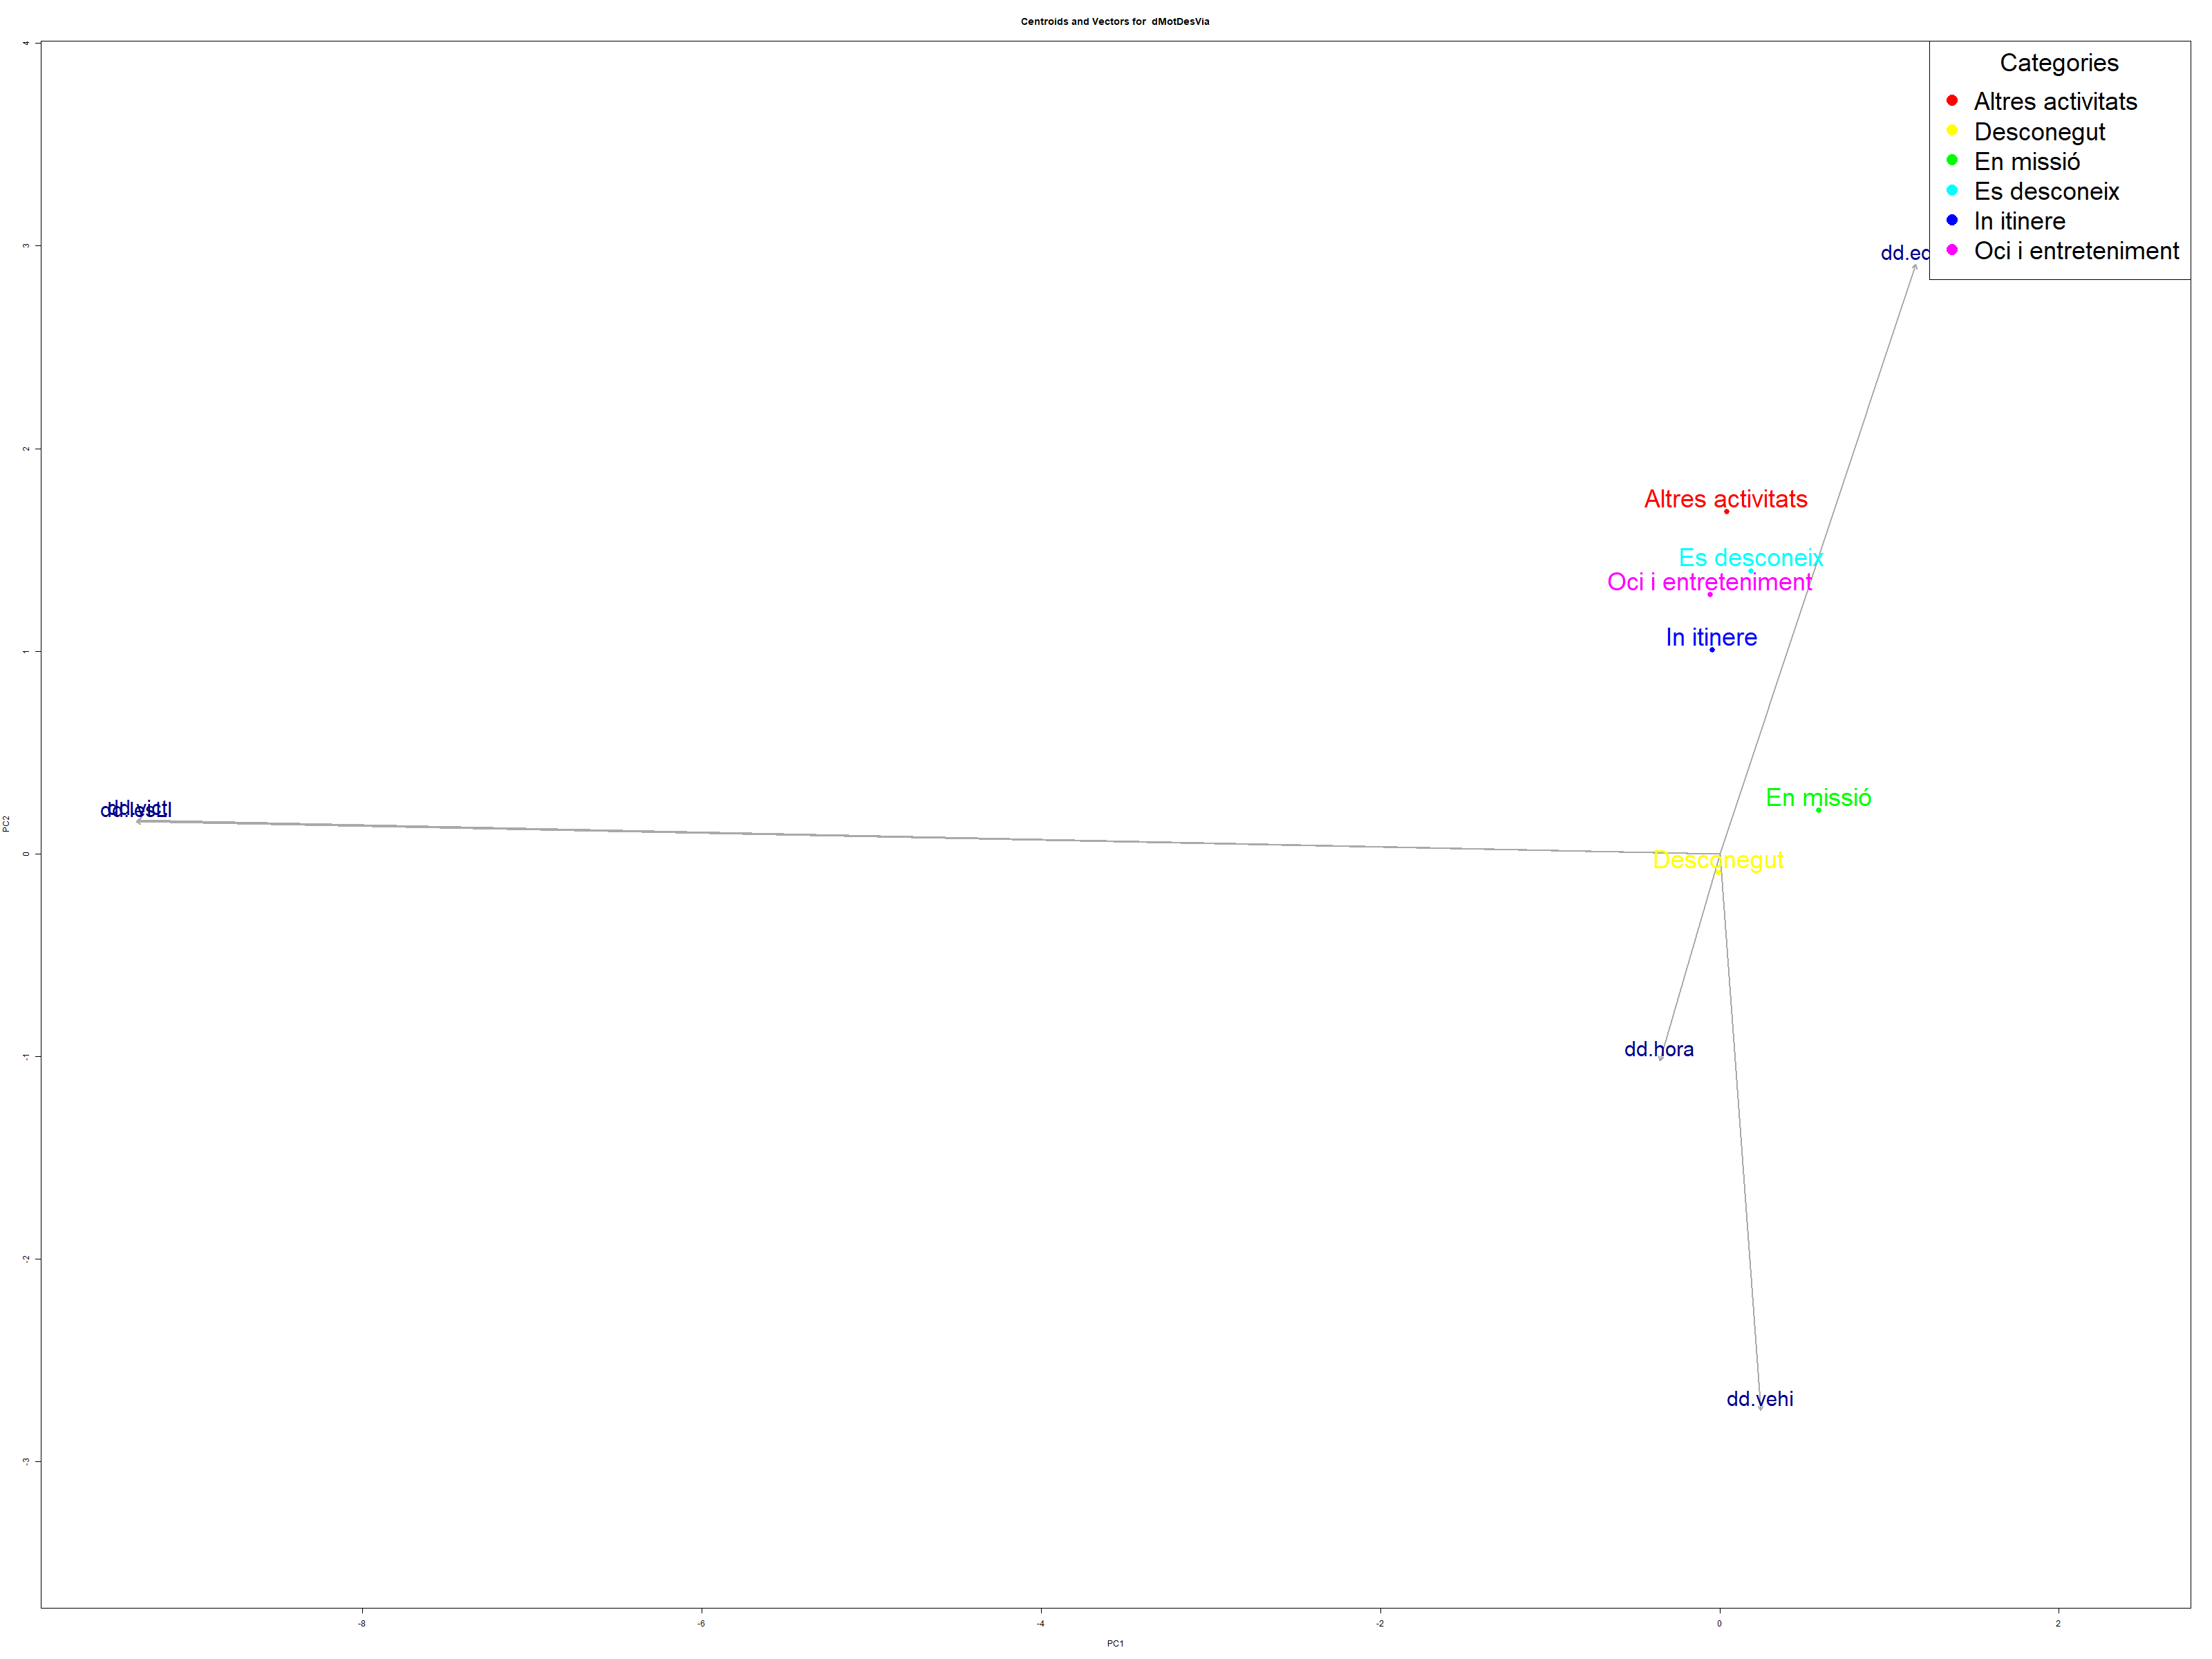 Centroids and Vectors for dMotDesVia
4
3
2
1
0
-1
-2
-3
PC2
Categories
Altres activitats
Desconegut
En missió
Es desconeix
In itinere
Oci i entreteniment
Altres activitats
Es desconeix
Oci i entreteniment
In itinere
En missió
Desconegut
dd.hora
dd.vehi
-8
-6
-4
-2
0
2
PC1